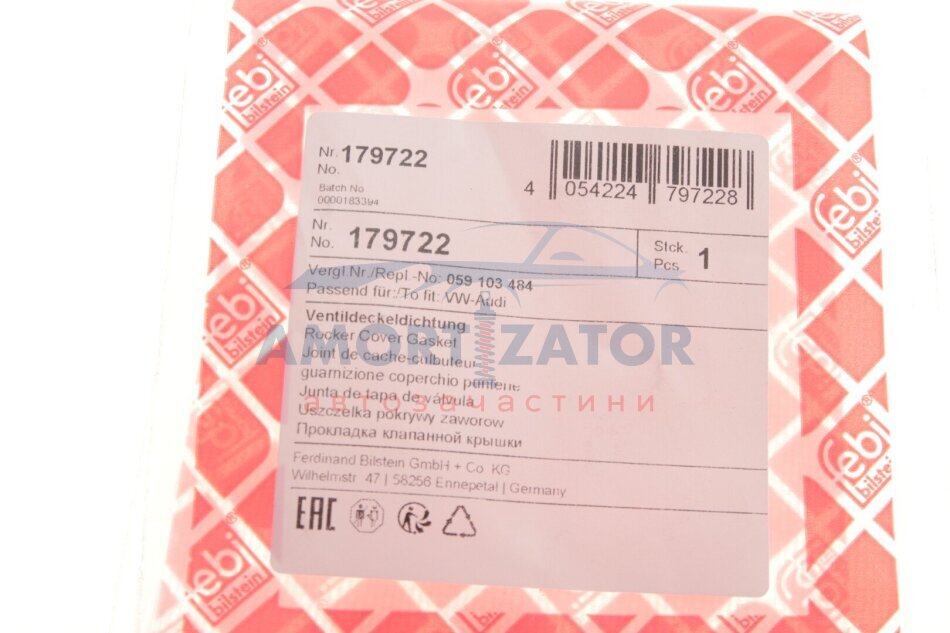 febi
bilstein
Nr. 179722
No.
Batch No
0000183394
4 054224 797228
Nr.
No. 179722
Stck.
Pcs. 1
Vergl.Nr./Repl.-No: 059 103 484
Passend für:/To fit: VW-Audi
Ventildeckeldichtung
Rocker Cover Gasket
Joint de cache-culbuteur
guarnizione coperchio punterie
Junta de tapa de válvula
Uszczelka pokrywy zaworów
Прокладка клапанной крышки
Ferdinand Bilstein GmbH + Co. KG
Wilhelmstr. 47 | 58256 Ennepetal | Germany
EAC
AMORTIZATOR
автозачастини